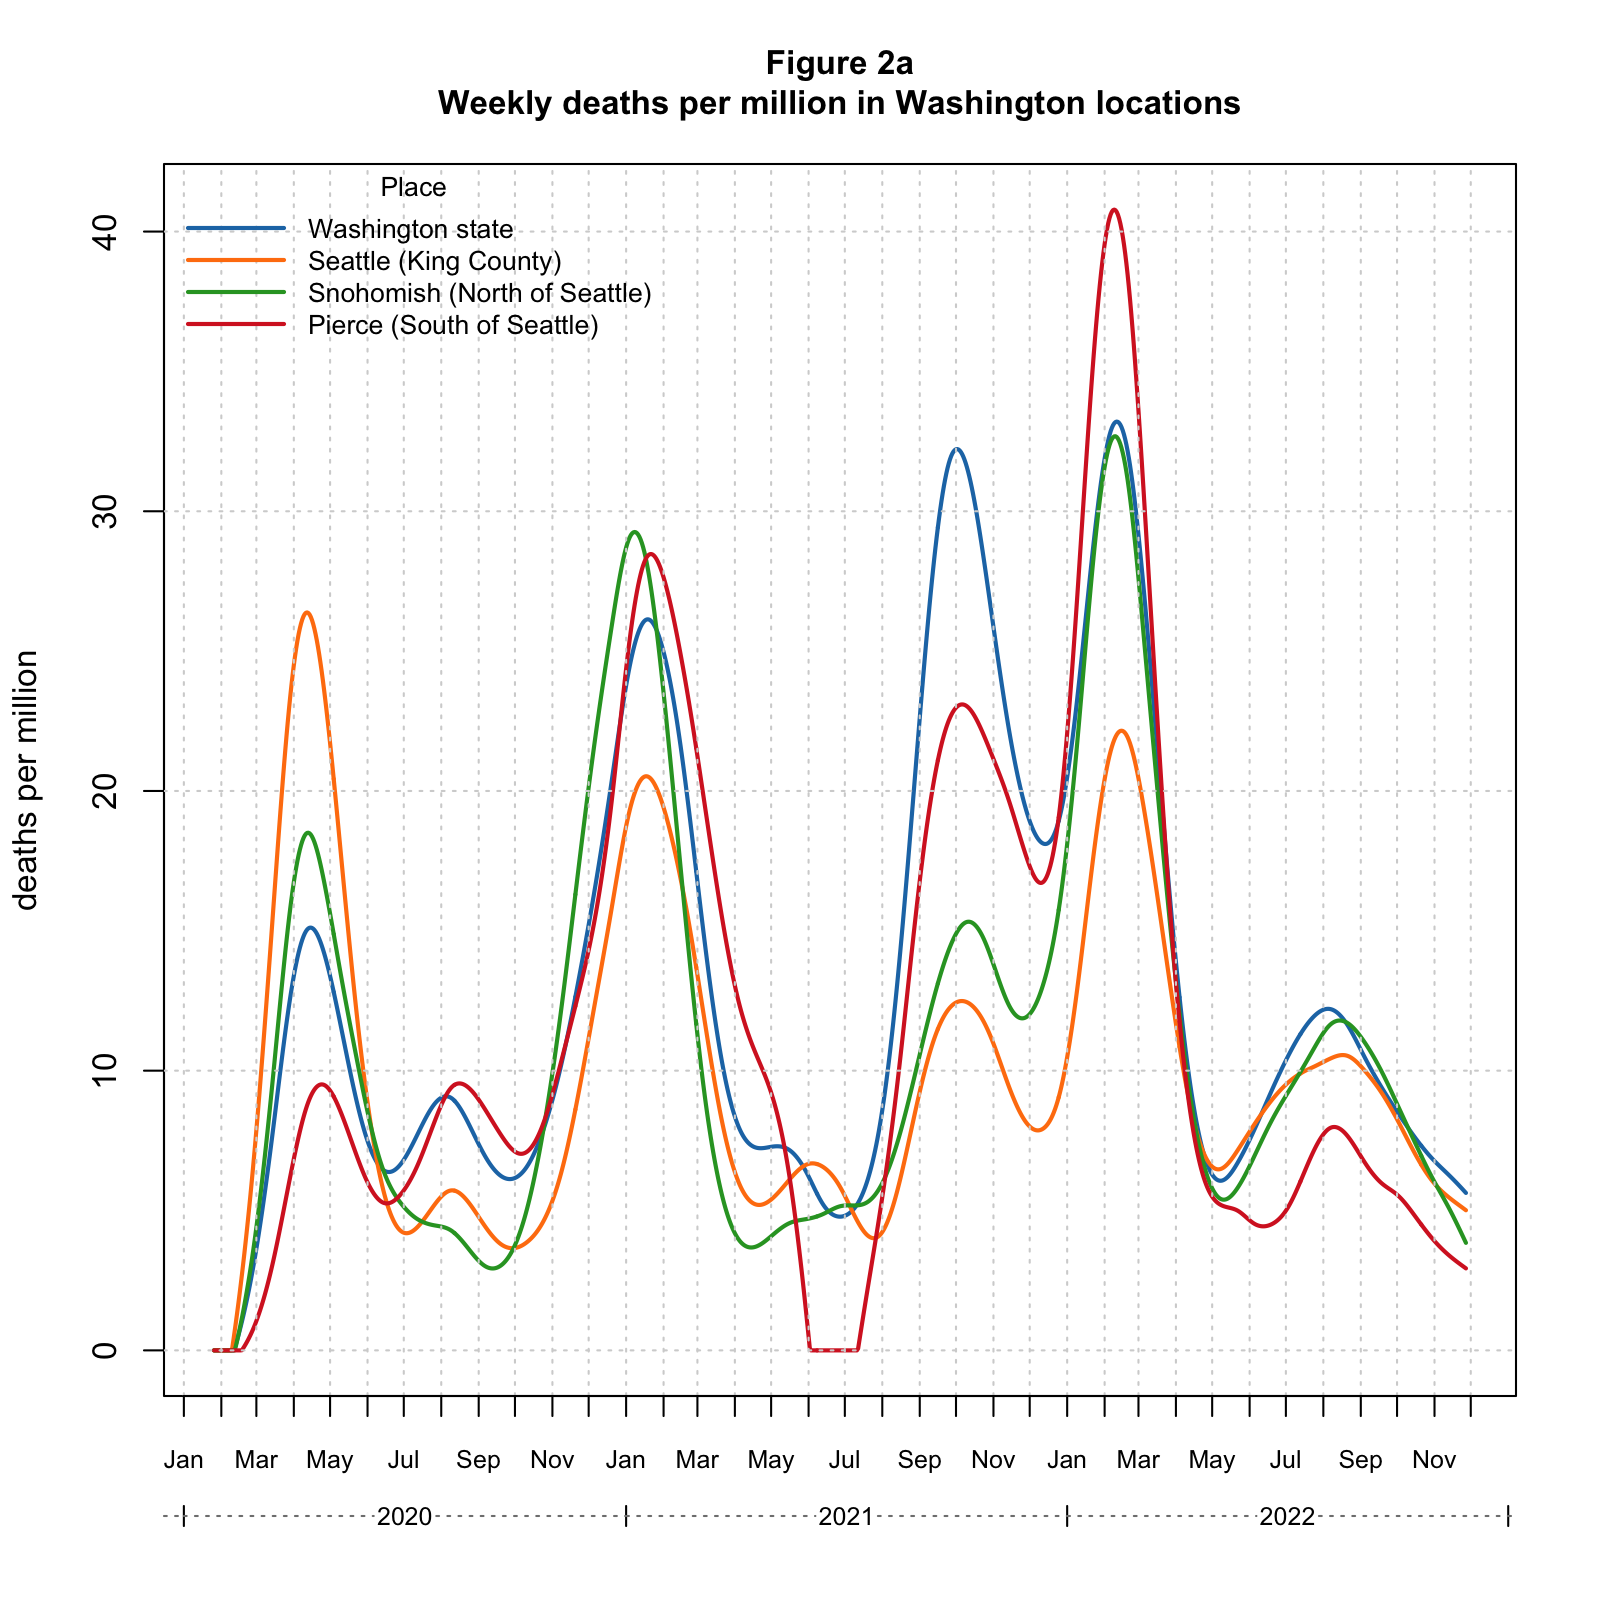 Figure 2a
Weekly deaths per million in Washington locations
Place
Washington state
Seattle (King County)
Snohomish (North of Seattle)
Pierce (South of Seattle)
deaths per million
40
30
20
10
0
Jan Mar May Jul Sep Nov Jan Mar May Jul Sep Nov Jan Mar May Jul Sep Nov
2020 2021 2022